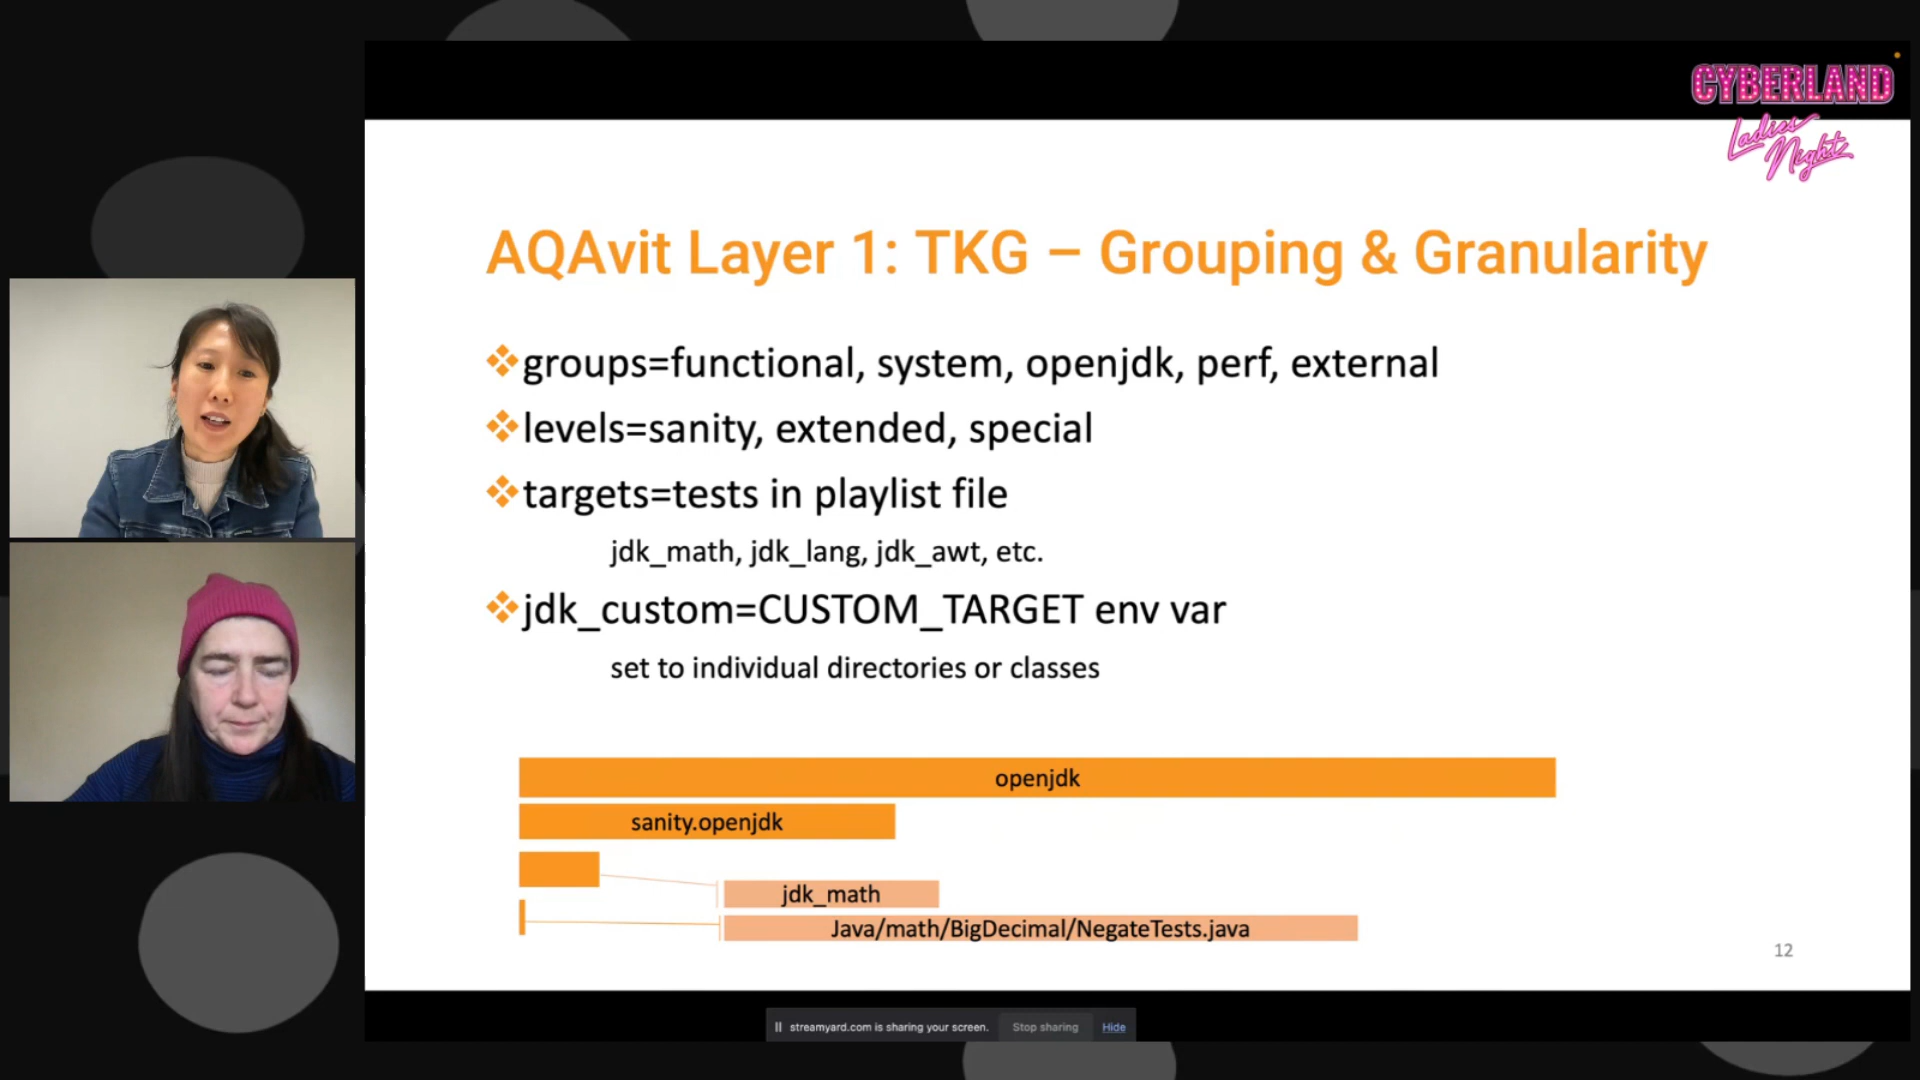 CYBERLAND
Ladies
Night
AQAvit Layer 1: TKG – Grouping & Granularity
groups=functional, system, openjdk, perf, external
levels=sanity, extended, special
targets=tests in playlist file
jdk_math, jdk_lang, jdk_awt, etc.
jdk_custom=CUSTOM_TARGET env var
set to individual directories or classes
openjdk
sanity.openjdk
jdk_math
Java/math/BigDecimal/NegateTests.java
12
streamyard.com is sharing your screen.
Stop sharing
Hide